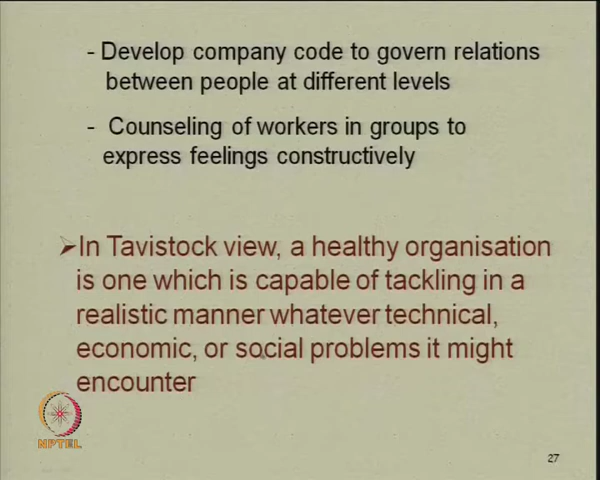 - Develop company code to govern relations
between people at different levels
- Counseling of workers in groups to
express feelings constructively
➢In Tavistock view, a healthy organisation
is one which is capable of tackling in a
realistic manner whatever technical,
economic, or social problems it might
encounter
NPTEL
27